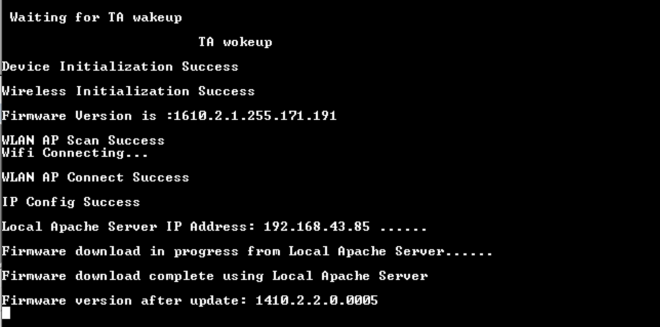 Waiting for TA wakeup
TA wokeup
Device Initialization Success
Wireless Initialization Success
Firmware Version is :1610.2.1.255.171.191
WLAN AP Scan Success
Wifi Connecting...
WLAN AP Connect Success
IP Config Success
Local Apache Server IP Address: 192.168.43.85 ......
Firmware download in progress from Local Apache Server......
Firmware download complete using Local Apache Server
Firmware version after update: 1410.2.2.0.0005